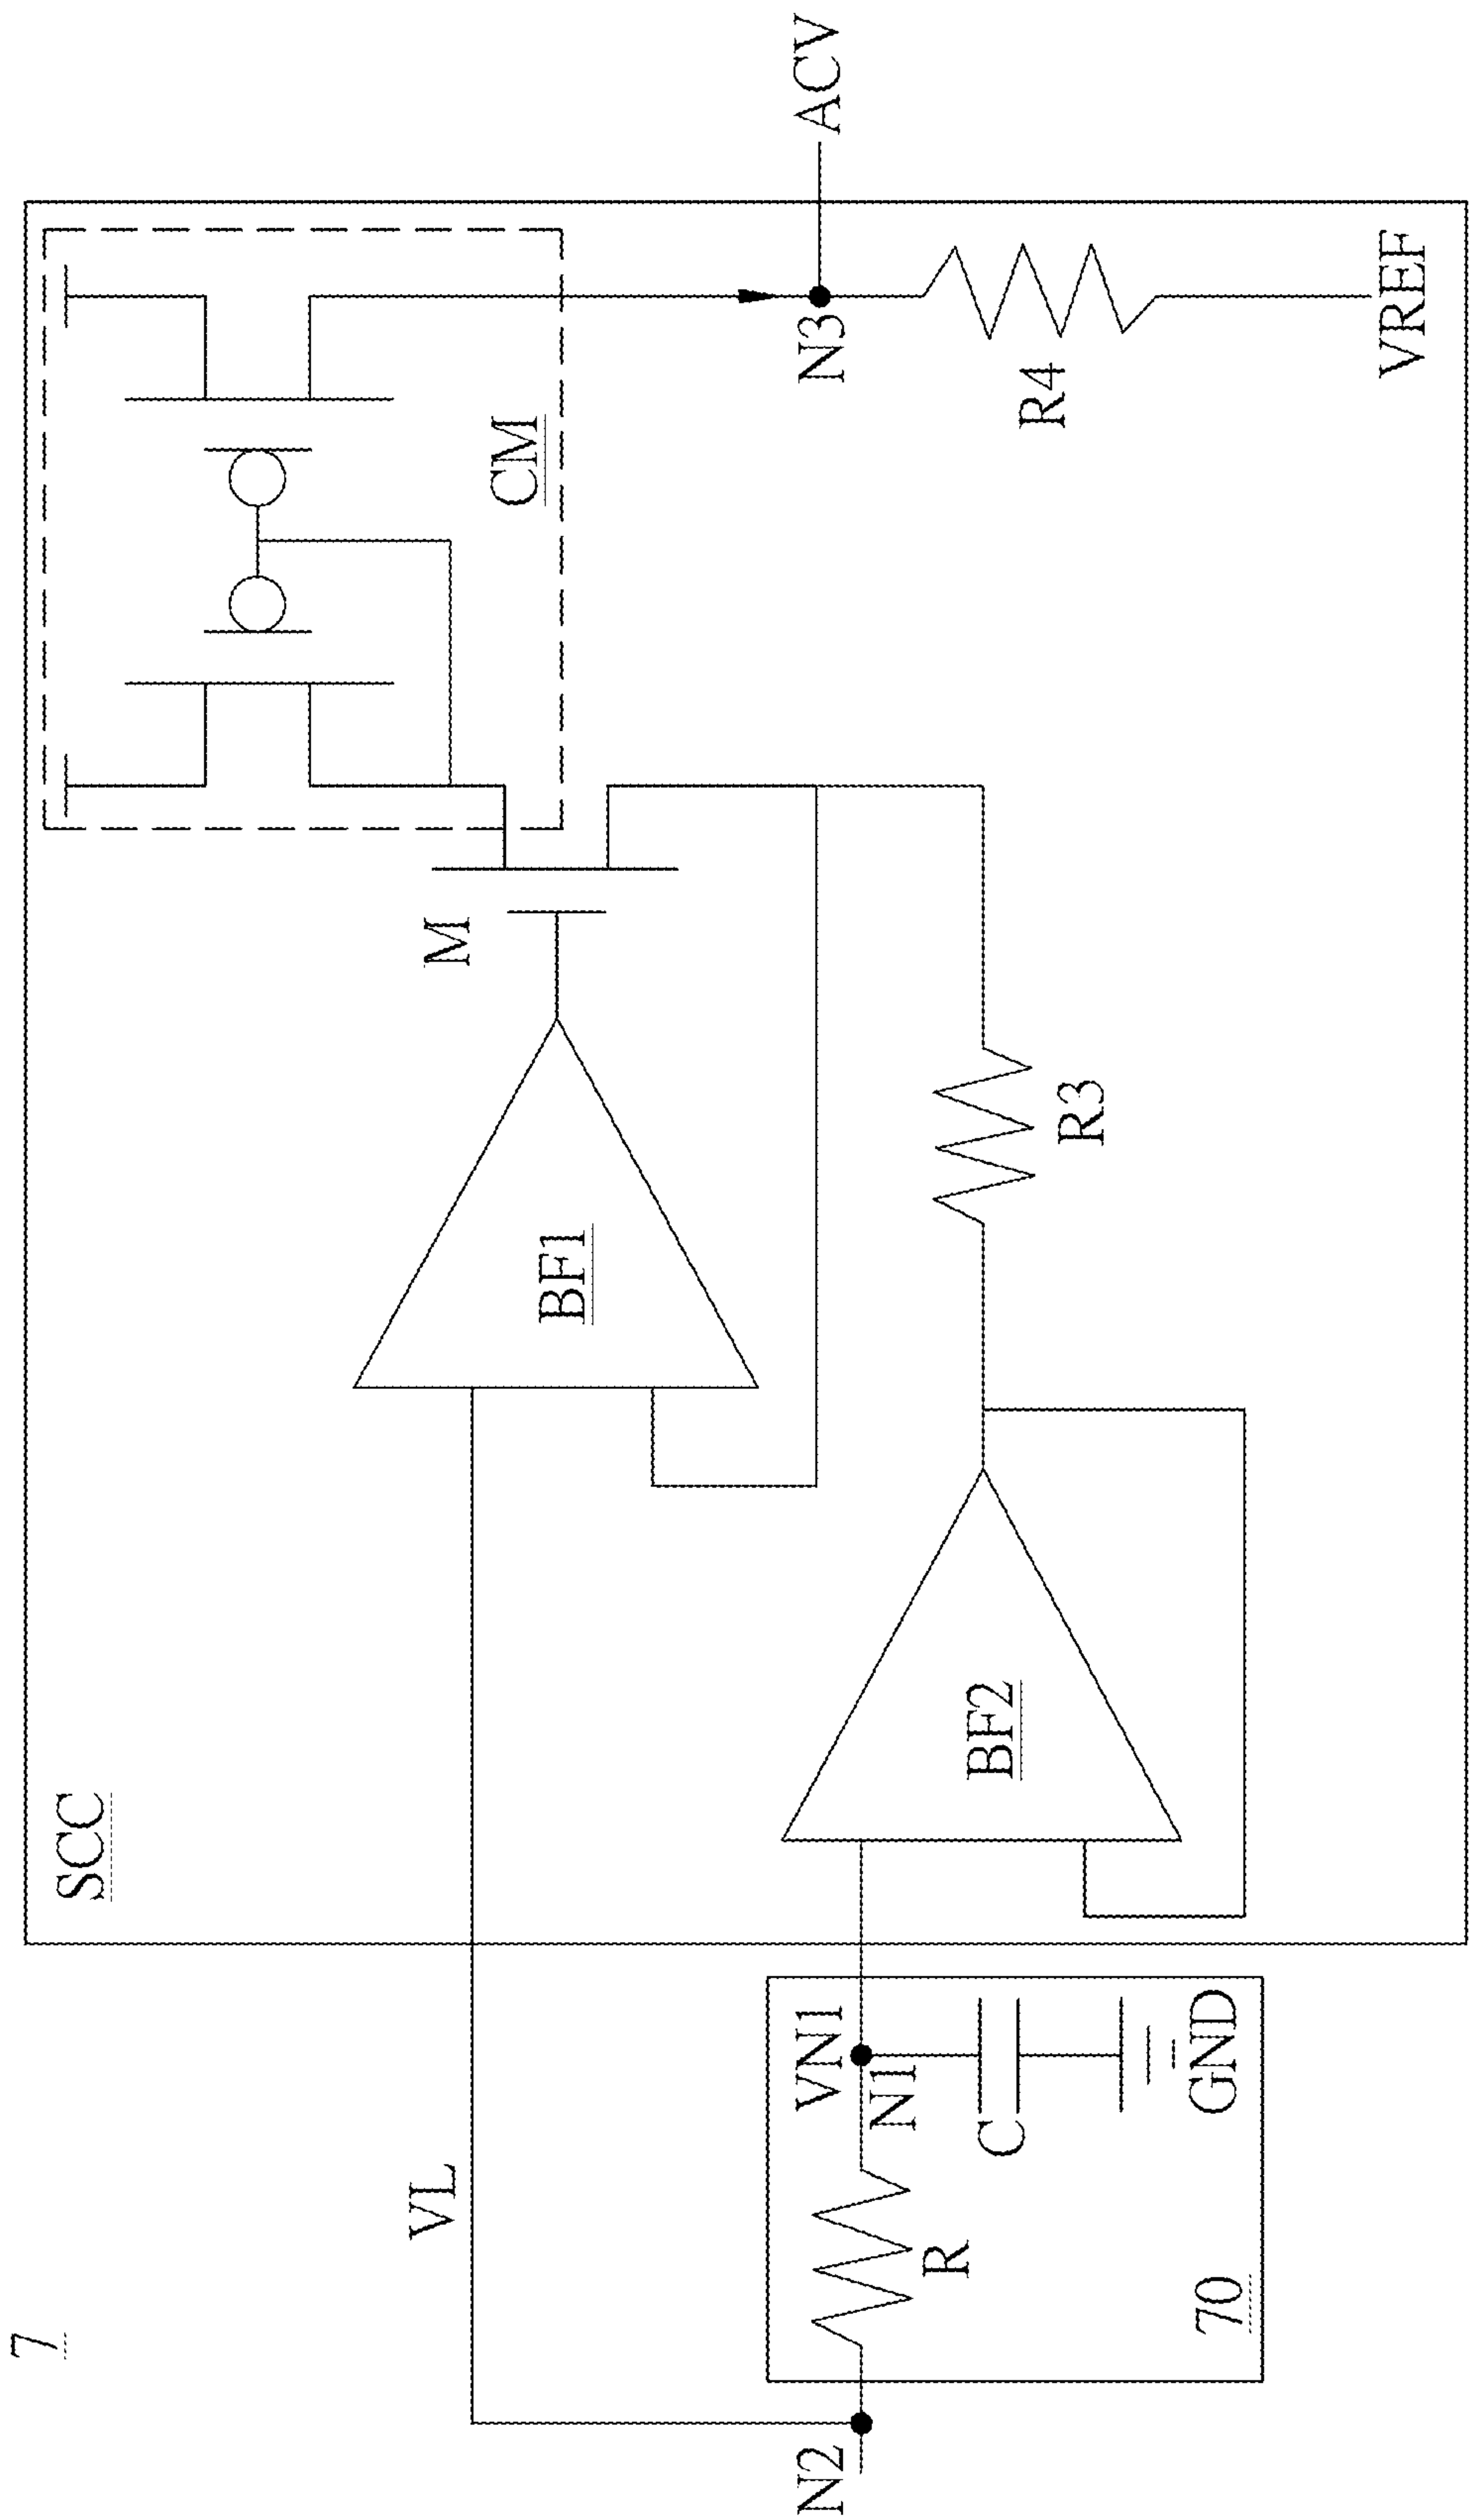 7
SCC
CM
M
BF1
VL
N3
ACV
R4
VREF
R3
BF2
N2
VN1
N1
R
C
70
GND